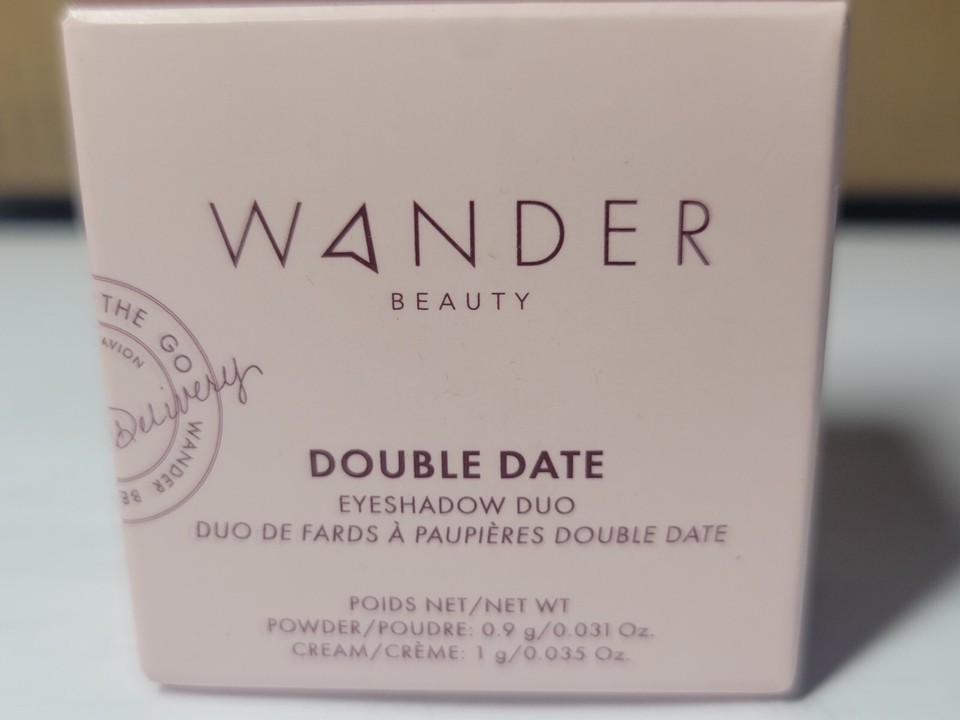 WANDER
BEAUTY
THE GO
AVION
Delivery
WANDER BE
DOUBLE DATE
EYESHADOW DUO
DUO DE FARDS À PAUPIÈRES DOUBLE DATE
POIDS NET/NET WT
POWDER/POUDRE: 0.9 g/0.031 Oz.
CREAM/CRÈME: 1 g/0.035 Oz.